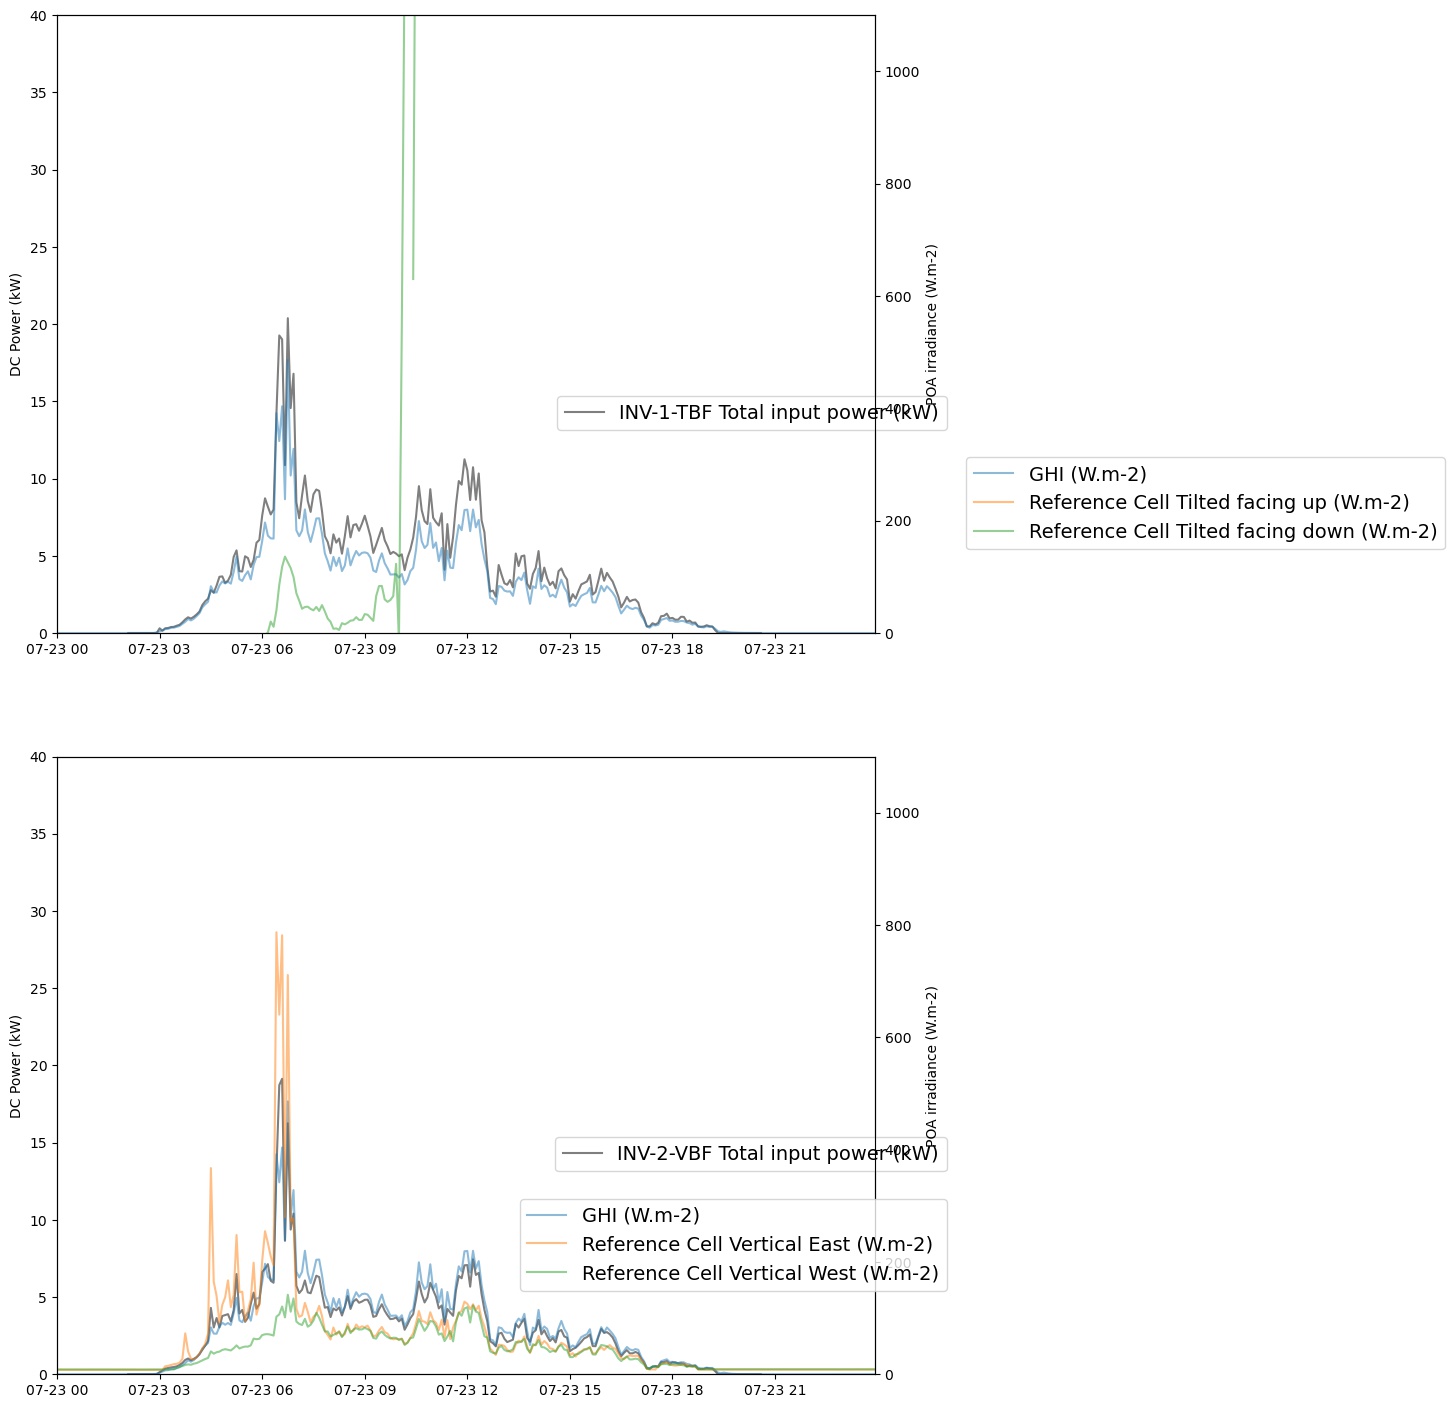 40
35
30
25
20
15
10
5
0
DC Power (kW)
1000
800
600
400
200
0
POA irradiance (W.m-2)
INV-1-TBF Total input power (kW)
GHI (W.m-2)
Reference Cell Tilted facing up (W.m-2)
Reference Cell Tilted facing down (W.m-2)
07-23 00 07-23 03 07-23 06 07-23 09 07-23 12 07-23 15 07-23 18 07-23 21
40
35
30
25
20
15
10
5
0
DC Power (kW)
1000
800
600
400
200
0
POA irradiance (W.m-2)
INV-2-VBF Total input power (kW)
GHI (W.m-2)
Reference Cell Vertical East (W.m-2)
Reference Cell Vertical West (W.m-2)
07-23 00 07-23 03 07-23 06 07-23 09 07-23 12 07-23 15 07-23 18 07-23 21